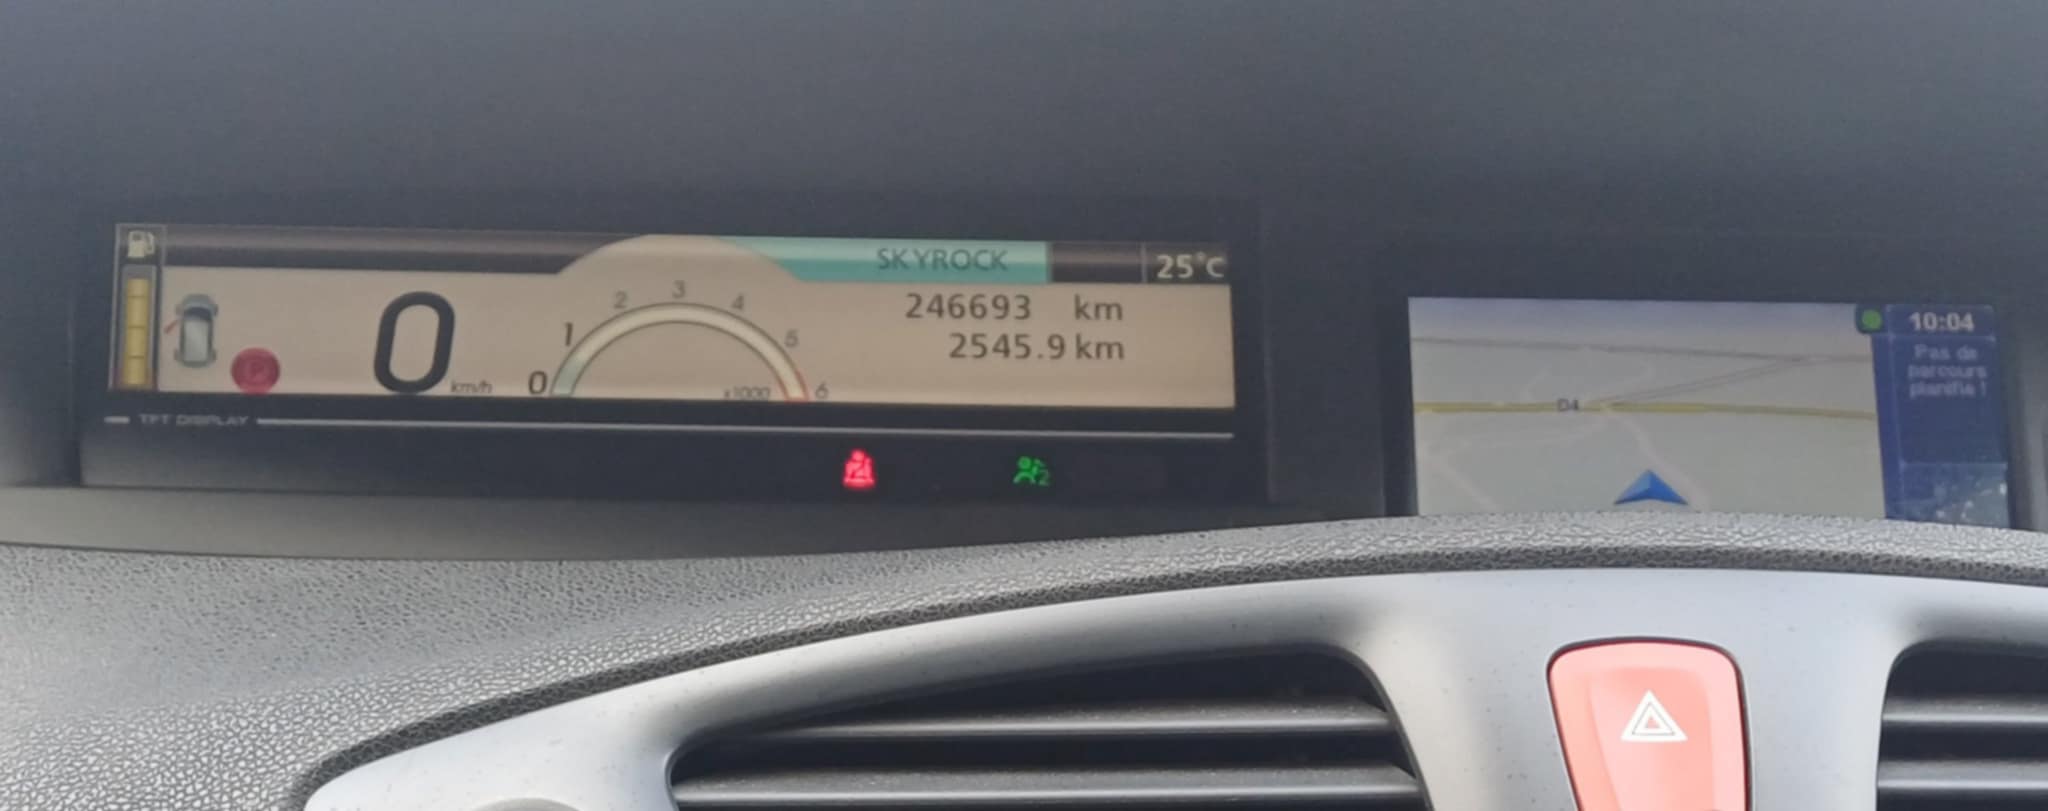 SKYROCK
25°C
246693 km
2545.9 km
P
0 km/h
0 1 2 3 4 5 6
x1000
TFT DISPLAY
2
10:04
Pas de
parcours
planifié !
D4